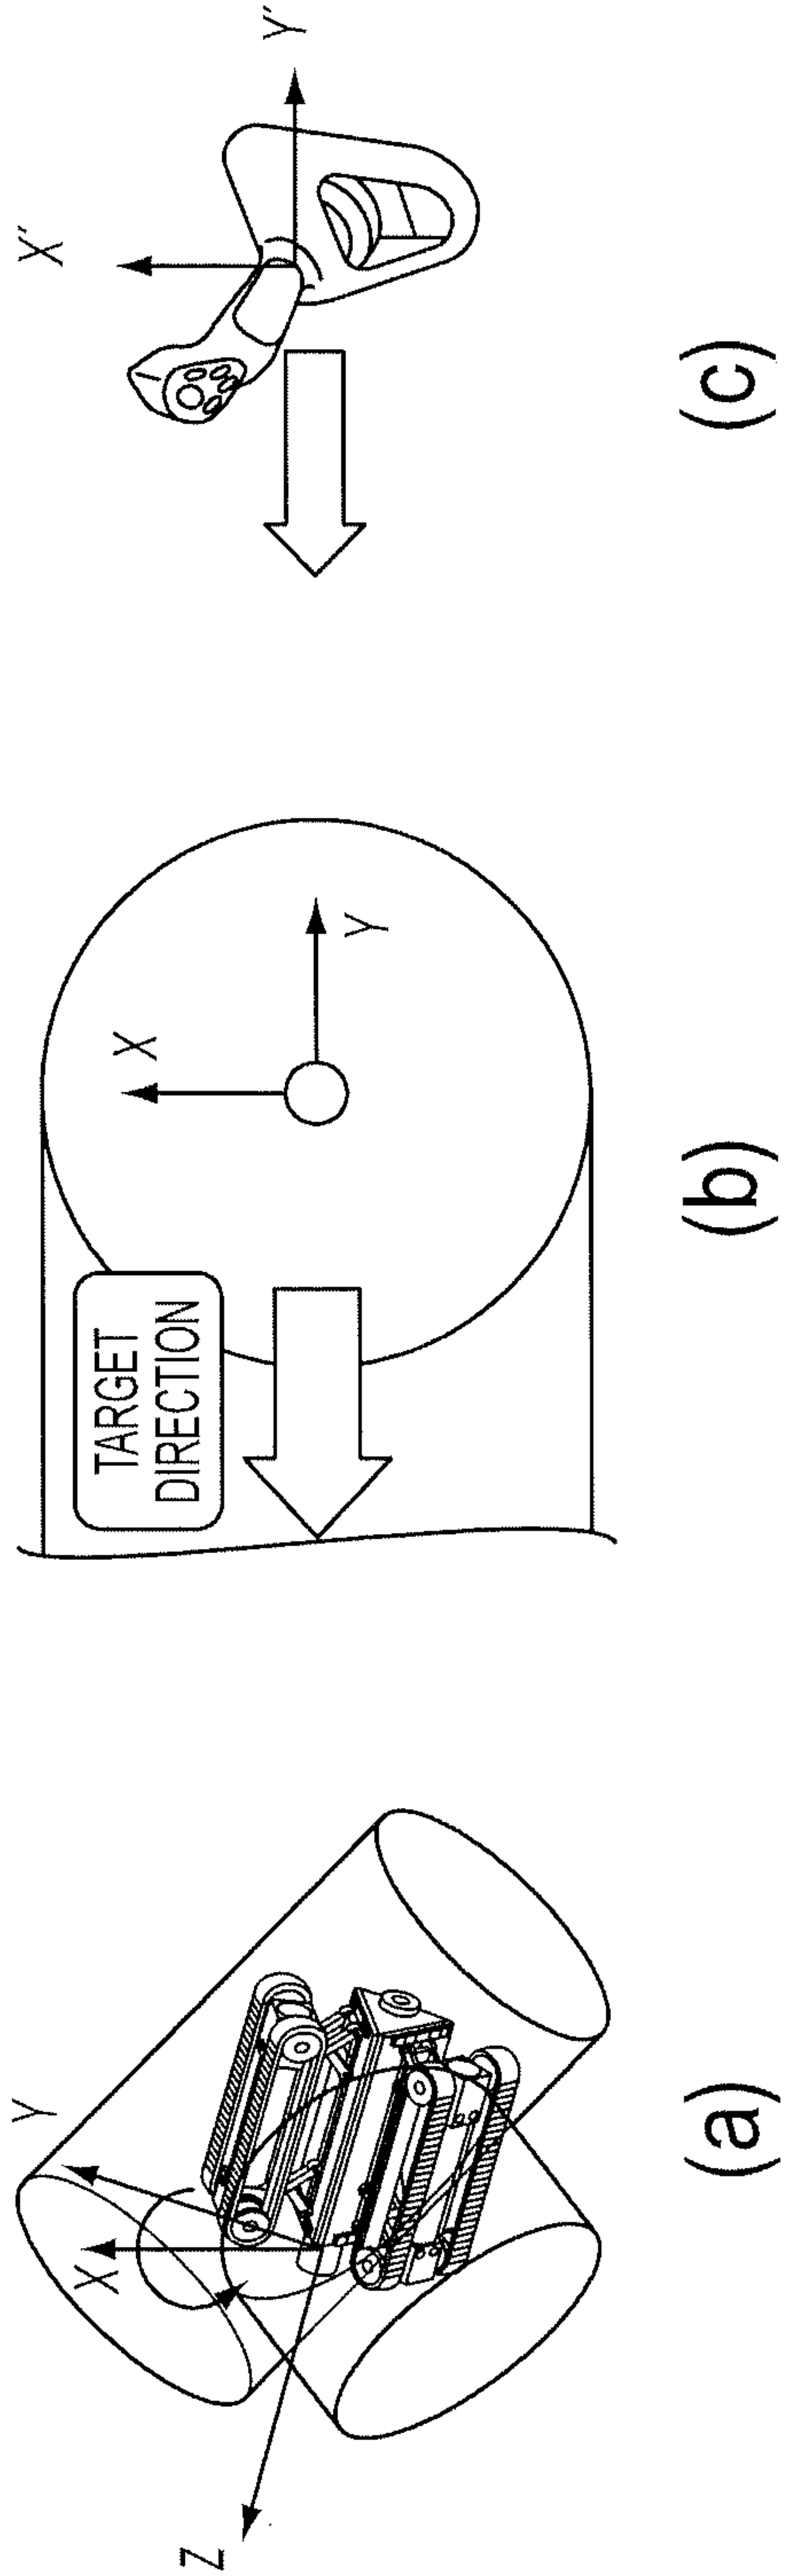 Z
X
Y
(a)
TARGET
DIRECTION
X
Y
(b)
X'
Y'
(c)